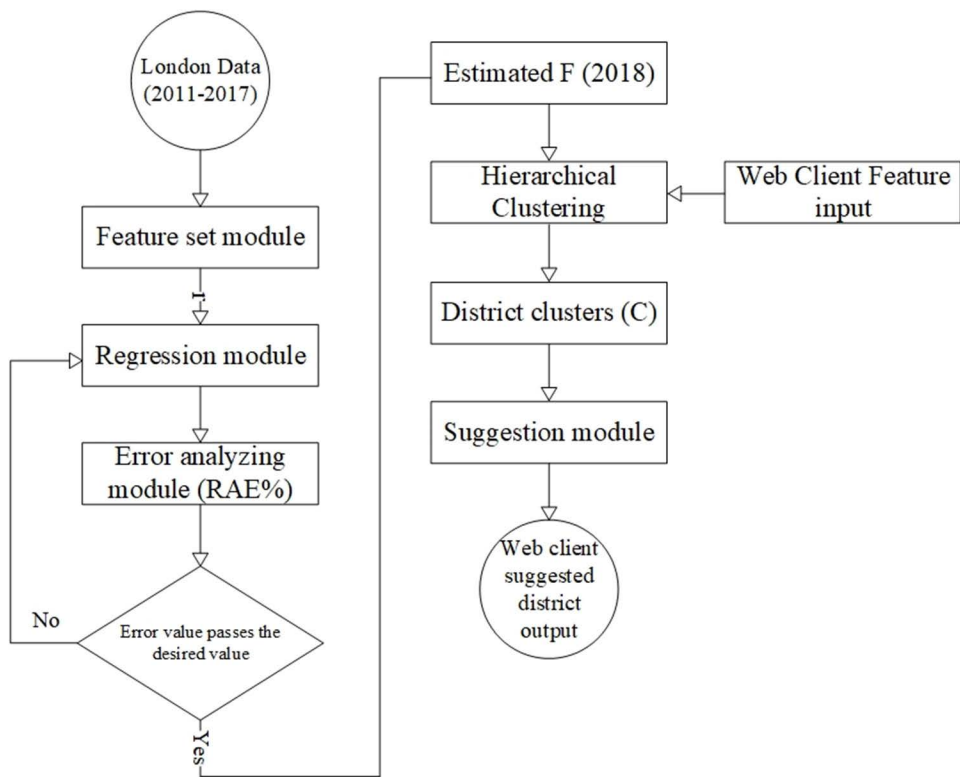 London Data
(2011-2017)
Feature set module
r
Regression module
Error analyzing
module (RAE%)
Error value passes the
desired value
No
Yes
Estimated F (2018)
Hierarchical
Clustering
Web Client Feature
input
District clusters (C)
Suggestion module
Web client
suggested
district
output